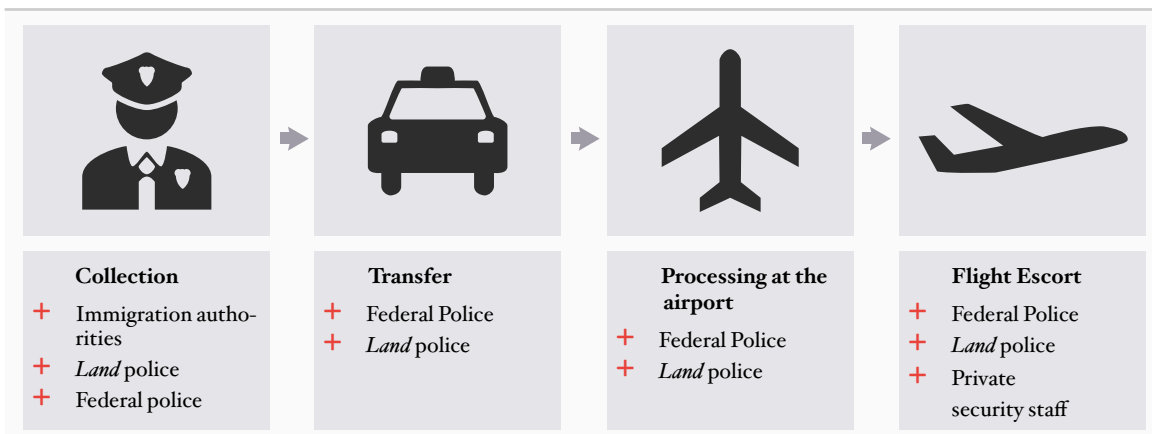 Collection
+ Immigration autho-
rities
+ Land police
+ Federal police
Transfer
+ Federal Police
+ Land police
Processing at the
airport
+ Federal Police
+ Land police
Flight Escort
+ Federal Police
+ Land police
+ Private
security staff